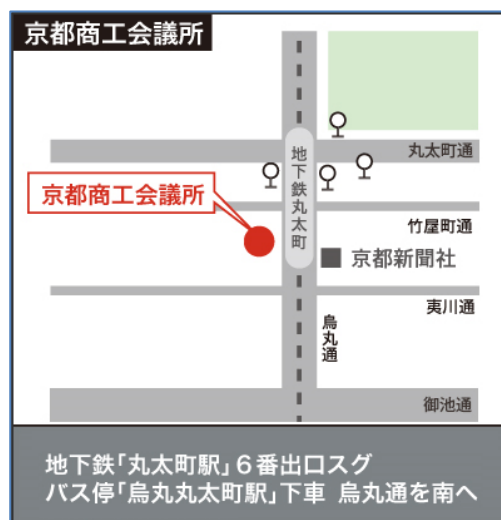 京都商工会議所
丸太町通
地下鉄丸太町
京都商工会議所
竹屋町通
京都新聞社
夷川通
烏丸通
御池通
地下鉄「丸太町駅」６番出口スグ
バス停「烏丸丸太町駅」下車 烏丸通を南へ